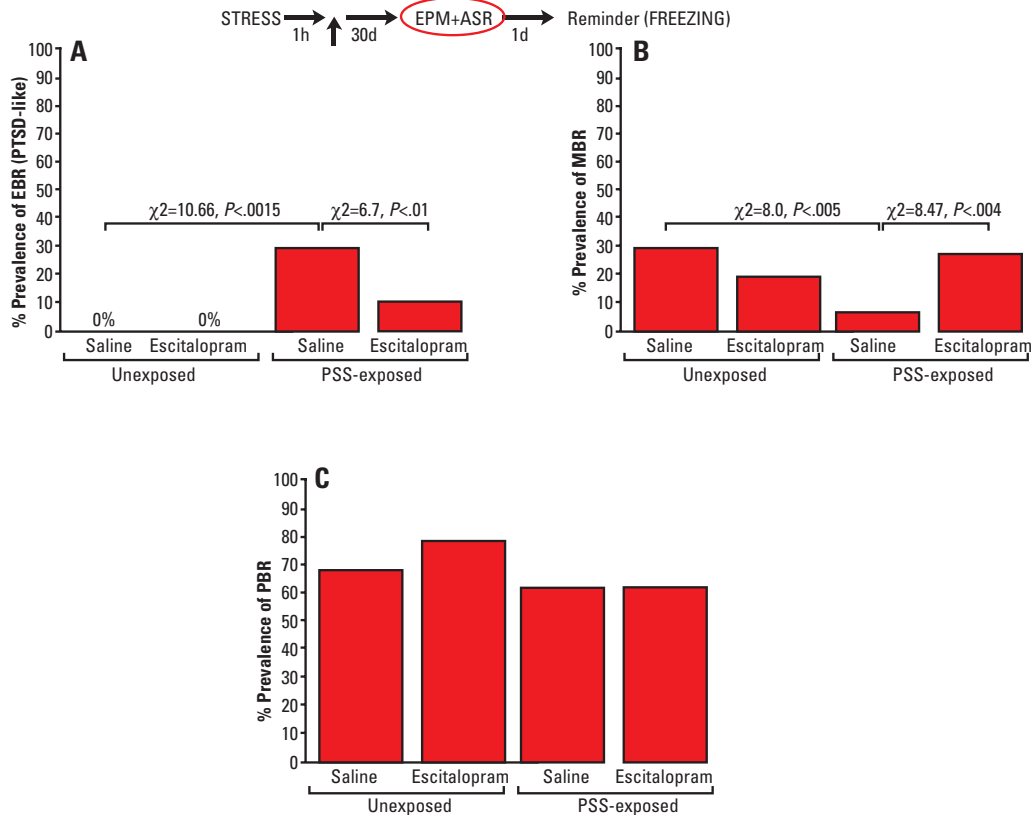 STRESS EPM+ASR Reminder (FREEZING)
1h 30d 1d
A
% Prevalence of EBR (PTSD-like)
100
90
80
70
60
50
40
30
20
10
0
χ2=10.66, P<.0015 χ2=6.7, P<.01
0% 0%
Saline Escitalopram Saline Escitalopram
Unexposed PSS-exposed
B
% Prevalence of MBR
100
90
80
70
60
50
40
30
20
10
0
χ2=8.0, P<.005 χ2=8.47, P<.004
Saline Escitalopram Saline Escitalopram
Unexposed PSS-exposed
C
% Prevalence of PBR
100
90
80
70
60
50
40
30
20
10
0
Saline Escitalopram Saline Escitalopram
Unexposed PSS-exposed